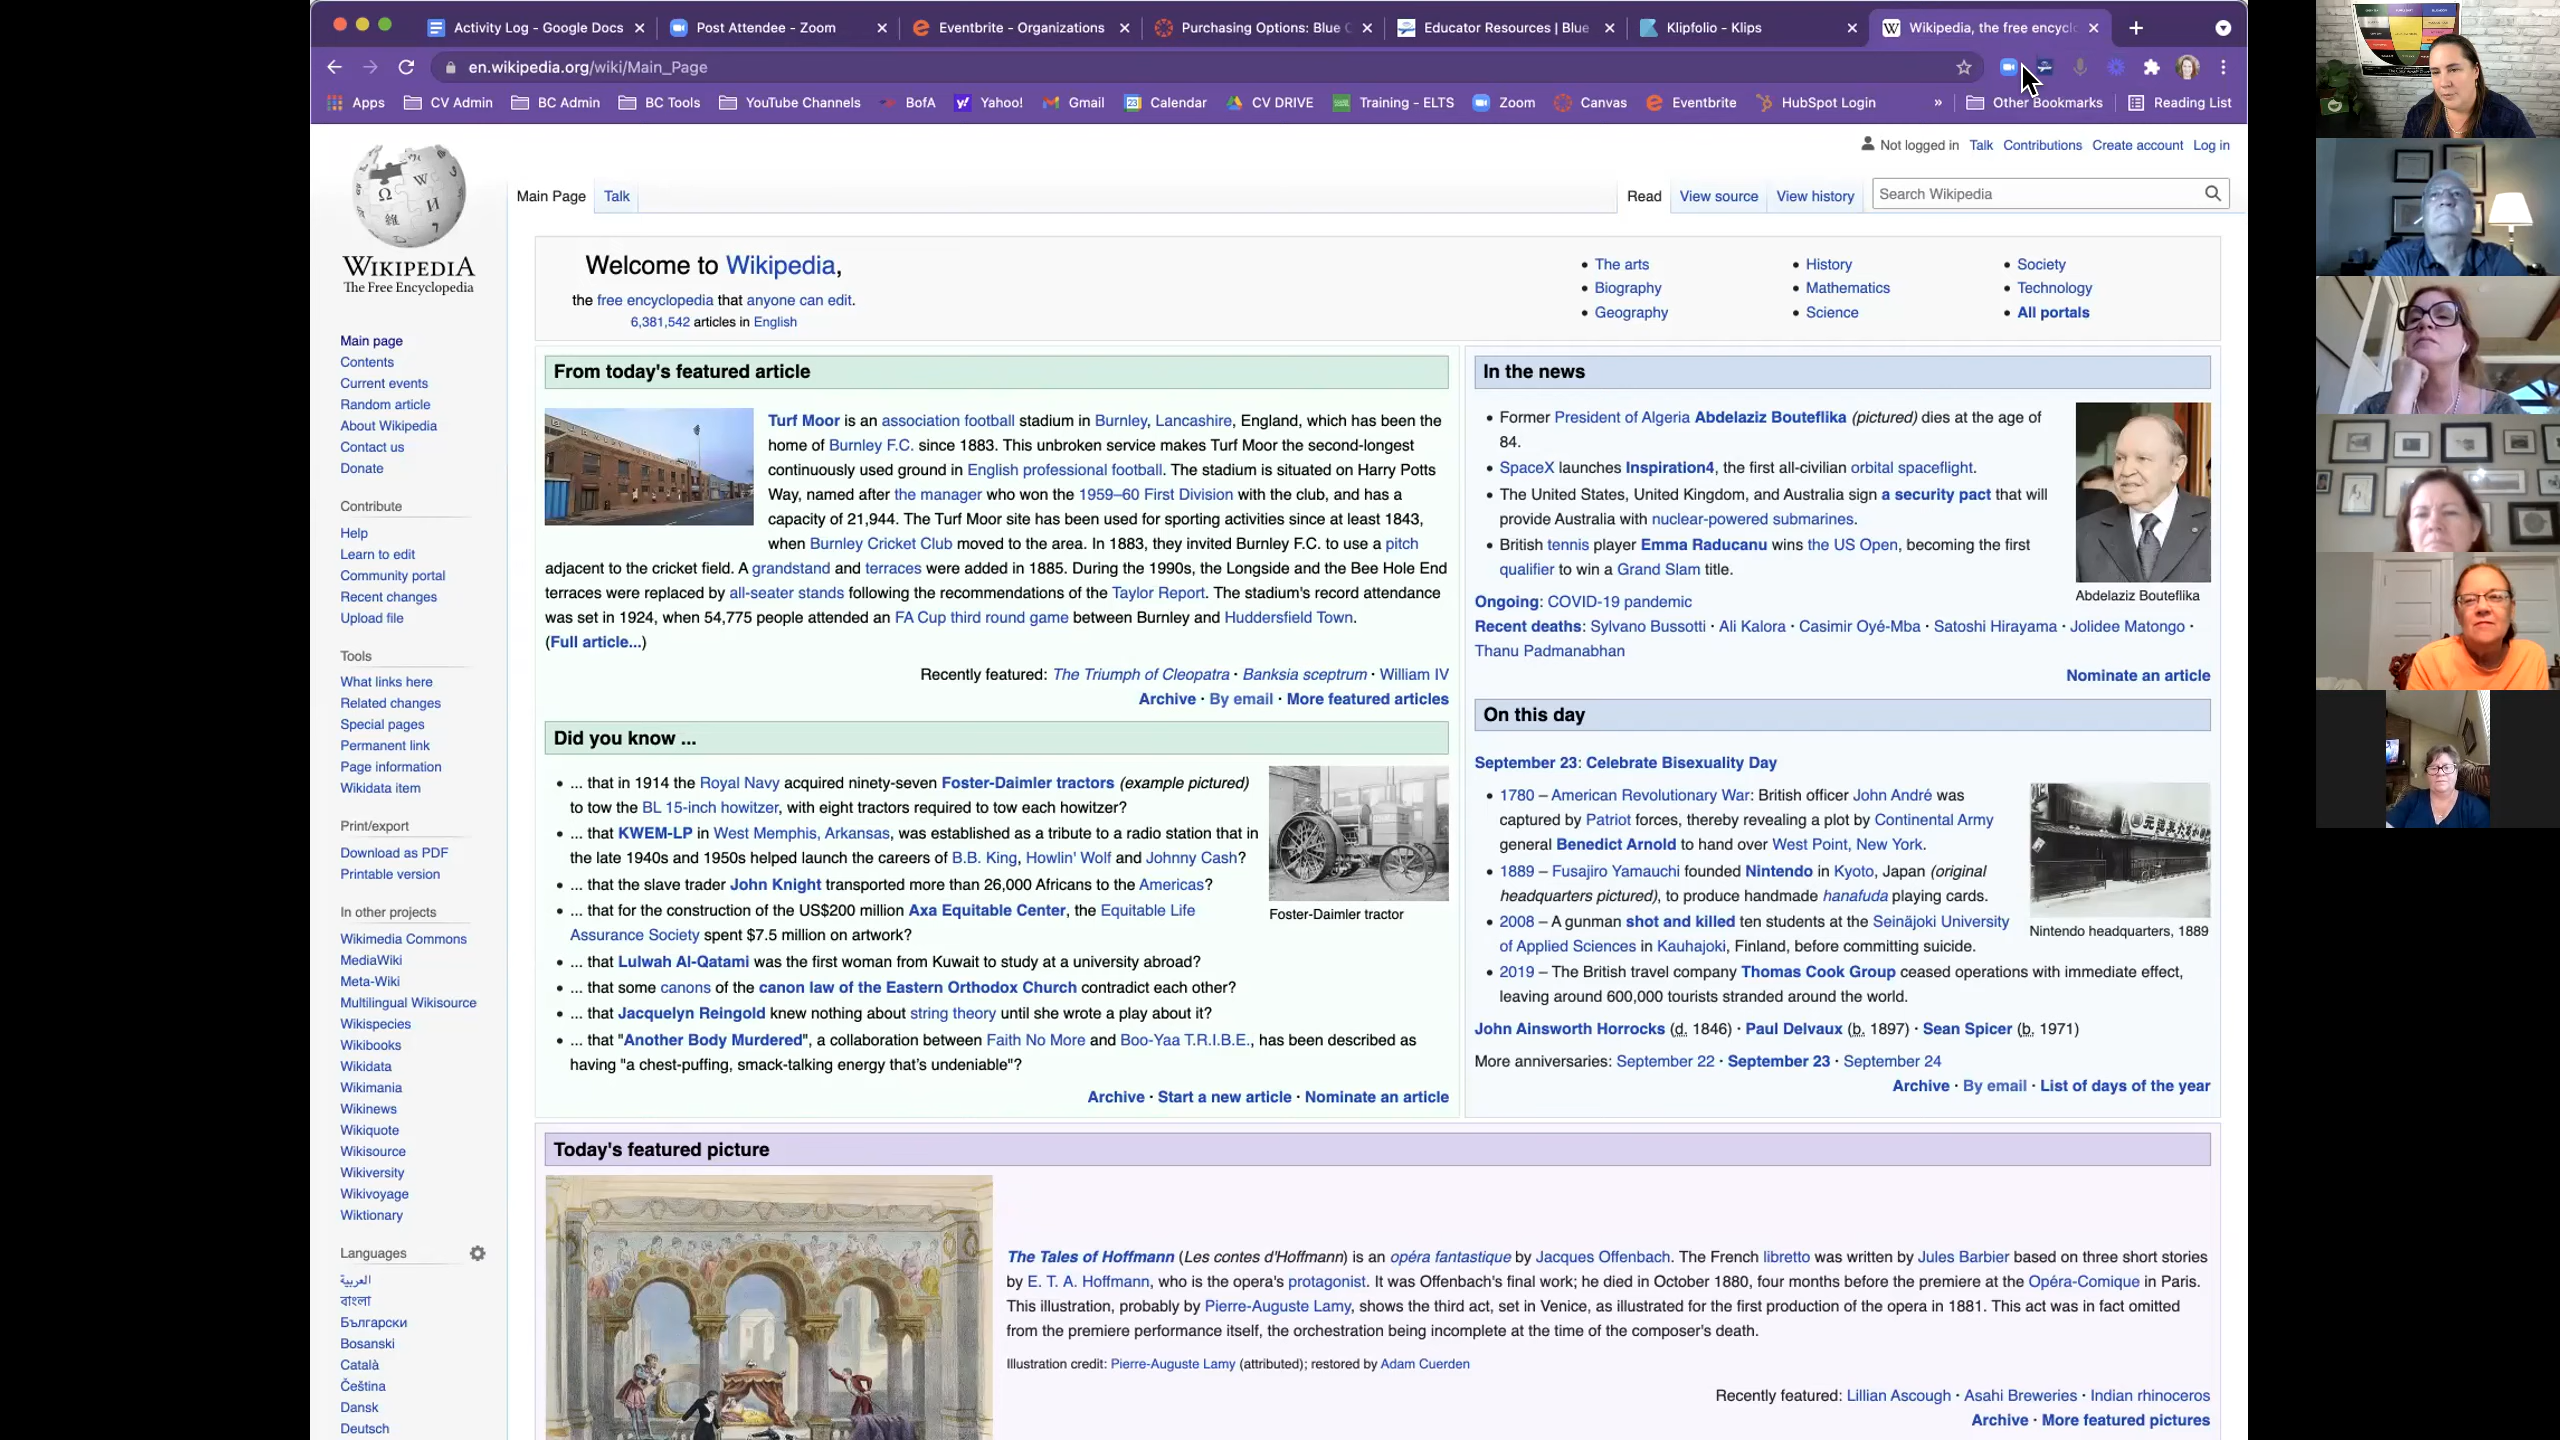 Activity Log - Google Docs
Post Attendee - Zoom
Eventbrite - Organizations
Purchasing Options: Blue C
Educator Resources | Blue
Klipfolio - Klips
Wikipedia, the free encycl
en.wikipedia.org/wiki/Main_Page
Apps
CV Admin
BC Admin
BC Tools
YouTube Channels
BofA
Yahoo!
Gmail
Calendar
CV DRIVE
Training - ELTS
Zoom
Canvas
Eventbrite
HubSpot Login
»
Other Bookmarks
Reading List
Not logged in Talk Contributions Create account Log in
WIKIPEDIA
The Free Encyclopedia
Main Page
Talk
Read
View source
View history
Search Wikipedia
Main page
Contents
Current events
Random article
About Wikipedia
Contact us
Donate
Contribute
Help
Learn to edit
Community portal
Recent changes
Upload file
Tools
What links here
Related changes
Special pages
Permanent link
Page information
Wikidata item
Print/export
Download as PDF
Printable version
In other projects
Wikimedia Commons
MediaWiki
Meta-Wiki
Multilingual Wikisource
Wikispecies
Wikibooks
Wikidata
Wikimania
Wikinews
Wikiquote
Wikisource
Wikiversity
Wikivoyage
Wiktionary
Languages
العربية
বাংলা
Български
Bosanski
Català
Čeština
Dansk
Deutsch
Welcome to Wikipedia,
the free encyclopedia that anyone can edit.
6,381,542 articles in English
The arts
Biography
Geography
History
Mathematics
Science
Society
Technology
All portals
From today's featured article
Turf Moor is an association football stadium in Burnley, Lancashire, England, which has been the
home of Burnley F.C. since 1883. This unbroken service makes Turf Moor the second-longest
continuously used ground in English professional football. The stadium is situated on Harry Potts
Way, named after the manager who won the 1959–60 First Division with the club, and has a
capacity of 21,944. The Turf Moor site has been used for sporting activities since at least 1843,
when Burnley Cricket Club moved to the area. In 1883, they invited Burnley F.C. to use a pitch
adjacent to the cricket field. A grandstand and terraces were added in 1885. During the 1990s, the Longside and the Bee Hole End
terraces were replaced by all-seater stands following the recommendations of the Taylor Report. The stadium's record attendance
was set in 1924, when 54,775 people attended an FA Cup third round game between Burnley and Huddersfield Town.
(Full article...)
Recently featured: The Triumph of Cleopatra · Banksia sceptrum · William IV
Archive · By email · More featured articles
Did you know ...
... that in 1914 the Royal Navy acquired ninety-seven Foster-Daimler tractors (example pictured)
to tow the BL 15-inch howitzer, with eight tractors required to tow each howitzer?
... that KWEM-LP in West Memphis, Arkansas, was established as a tribute to a radio station that in
the late 1940s and 1950s helped launch the careers of B.B. King, Howlin' Wolf and Johnny Cash?
... that the slave trader John Knight transported more than 26,000 Africans to the Americas?
... that for the construction of the US$200 million Axa Equitable Center, the Equitable Life
Assurance Society spent $7.5 million on artwork?
... that Lulwah Al-Qatami was the first woman from Kuwait to study at a university abroad?
... that some canons of the canon law of the Eastern Orthodox Church contradict each other?
... that Jacquelyn Reingold knew nothing about string theory until she wrote a play about it?
... that "Another Body Murdered", a collaboration between Faith No More and Boo-Yaa T.R.I.B.E., has been described as
having "a chest-puffing, smack-talking energy that's undeniable"?
Foster-Daimler tractor
Archive · Start a new article · Nominate an article
In the news
Former President of Algeria Abdelaziz Bouteflika (pictured) dies at the age of
84.
SpaceX launches Inspiration4, the first all-civilian orbital spaceflight.
The United States, United Kingdom, and Australia sign a security pact that will
provide Australia with nuclear-powered submarines.
British tennis player Emma Raducanu wins the US Open, becoming the first
qualifier to win a Grand Slam title.
Abdelaziz Bouteflika
Ongoing: COVID-19 pandemic
Recent deaths: Sylvano Bussotti · Ali Kalora · Casimir Oyé-Mba · Satoshi Hirayama · Jolidee Matongo ·
Thanu Padmanabhan
Nominate an article
On this day
September 23: Celebrate Bisexuality Day
1780 – American Revolutionary War: British officer John André was
captured by Patriot forces, thereby revealing a plot by Continental Army
general Benedict Arnold to hand over West Point, New York.
1889 – Fusajiro Yamauchi founded Nintendo in Kyoto, Japan (original
headquarters pictured), to produce handmade hanafuda playing cards.
2008 – A gunman shot and killed ten students at the Seinäjoki University
of Applied Sciences in Kauhajoki, Finland, before committing suicide.
2019 – The British travel company Thomas Cook Group ceased operations with immediate effect,
leaving around 600,000 tourists stranded around the world.
Nintendo headquarters, 1889
John Ainsworth Horrocks (d. 1846) · Paul Delvaux (b. 1897) · Sean Spicer (b. 1971)
More anniversaries: September 22 · September 23 · September 24
Archive · By email · List of days of the year
Today's featured picture
The Tales of Hoffmann (Les contes d'Hoffmann) is an opéra fantastique by Jacques Offenbach. The French libretto was written by Jules Barbier based on three short stories
by E. T. A. Hoffmann, who is the opera's protagonist. It was Offenbach's final work; he died in October 1880, four months before the premiere at the Opéra-Comique in Paris.
This illustration, probably by Pierre-Auguste Lamy, shows the third act, set in Venice, as illustrated for the first production of the opera in 1881. This act was in fact omitted
from the premiere performance itself, the orchestration being incomplete at the time of the composer's death.
Illustration credit: Pierre-Auguste Lamy (attributed); restored by Adam Cuerden
Recently featured: Lillian Ascough · Asahi Breweries · Indian rhinoceros
Archive · More featured pictures